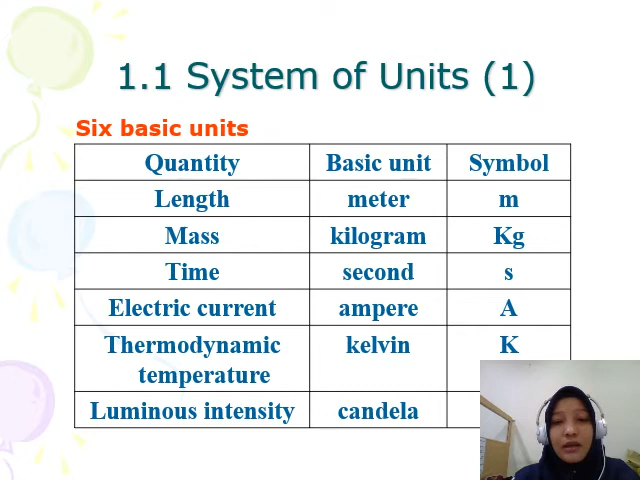 1.1 System of Units (1)
Six basic units
Quantity Basic unit Symbol
Length meter m
Mass kilogram Kg
Time second s
Electric current ampere A
Thermodynamic kelvin K
temperature
Luminous intensity candela